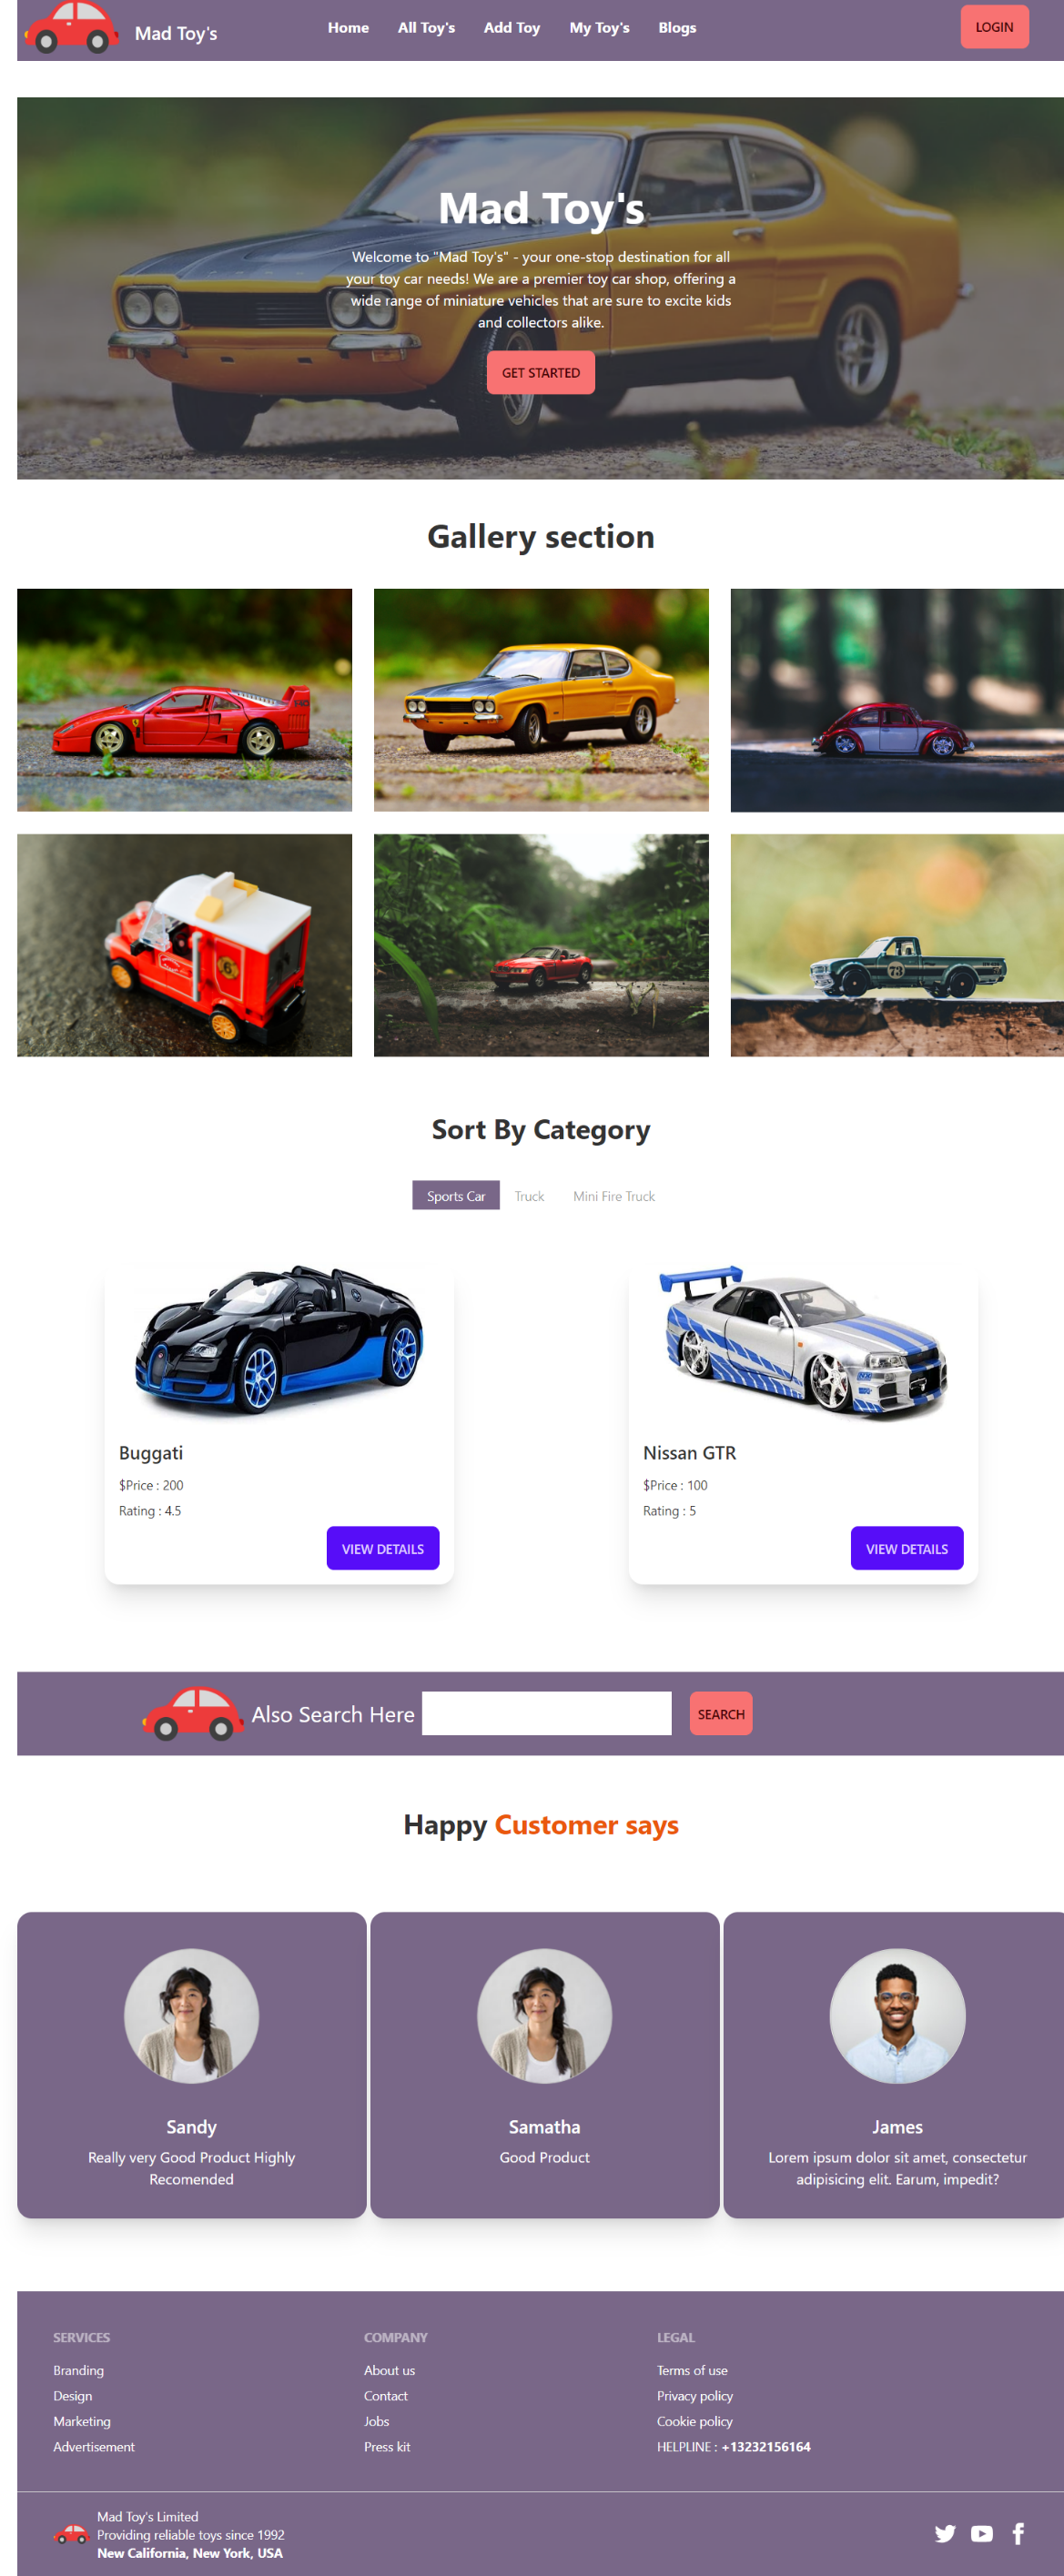 Mad Toy's
Home
All Toy's
Add Toy
My Toy's
Blogs
LOGIN
Mad Toy's
Welcome to "Mad Toy's" - your one-stop destination for all
your toy car needs! We are a premier toy car shop, offering a
wide range of miniature vehicles that are sure to excite kids
and collectors alike.
GET STARTED
Gallery section
6
73
Sort By Category
Sports Car
Truck
Mini Fire Truck
Buggati
$Price : 200
Rating : 4.5
VIEW DETAILS
Nissan GTR
$Price : 100
Rating : 5
VIEW DETAILS
Also Search Here
SEARCH
Happy Customer says
Sandy
Really very Good Product Highly
Recomended
Samatha
Good Product
James
Lorem ipsum dolor sit amet, consectetur
adipisicing elit. Earum, impedit?
SERVICES
Branding
Design
Marketing
Advertisement
COMPANY
About us
Contact
Jobs
Press kit
LEGAL
Terms of use
Privacy policy
Cookie policy
HELPLINE : +13232156164
Mad Toy's Limited
Providing reliable toys since 1992
New California, New York, USA